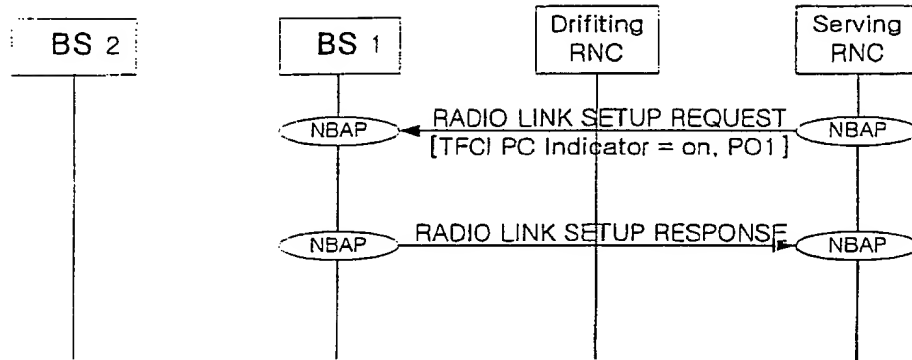 BS 2
BS 1
Drifiting
RNC
Serving
RNC
NBAP
RADIO LINK SETUP REQUEST
[TFCI PC Indicator = on, PO1]
NBAP
NBAP
RADIO LINK SETUP RESPONSE
NBAP